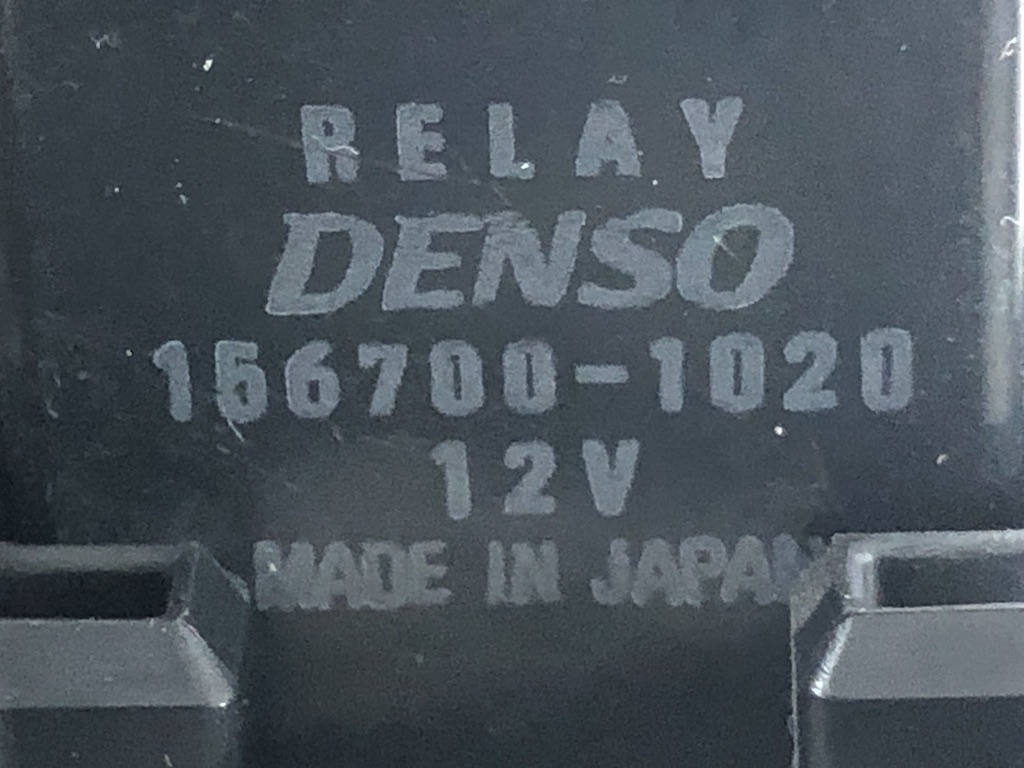 RELAY
DENSO
156700-1020
12V
MADE IN JAPAN